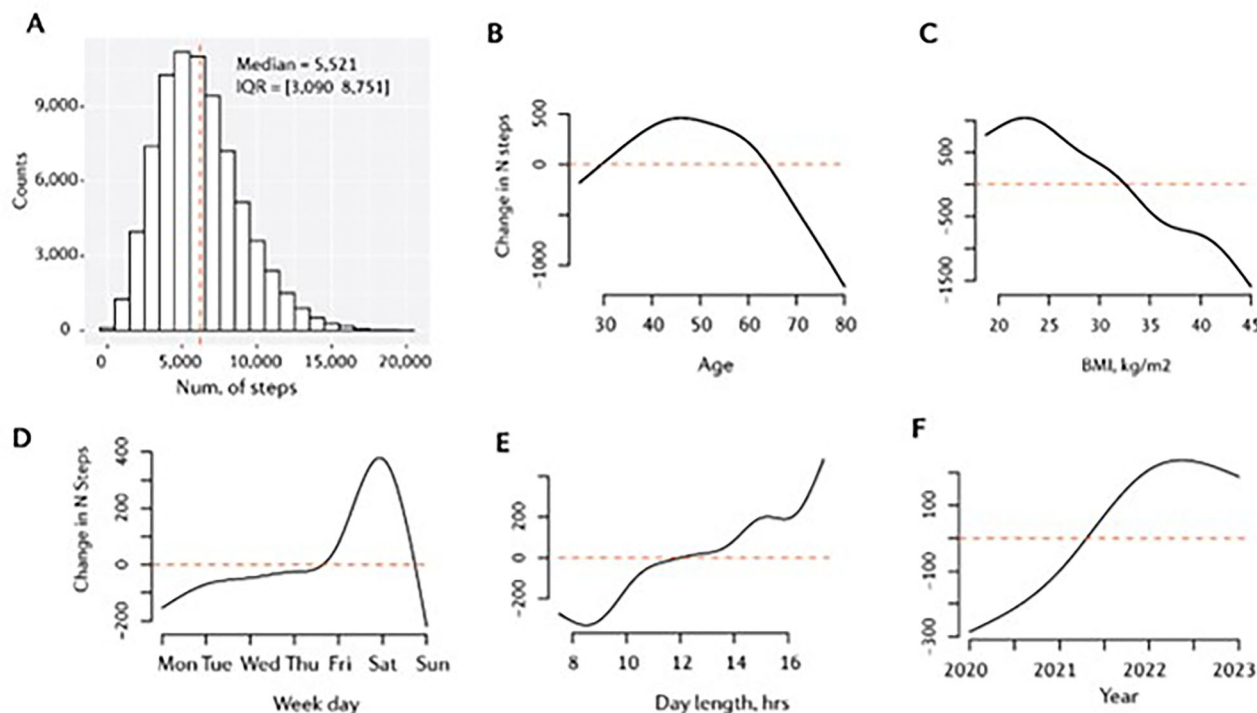 A
Median = 5,521
IQR = [3,090 8,751]
9,000
6,000
3,000
0
Counts
0 5,000 10,000 15,000 20,000
Num. of steps
B
Change in N steps
500
0
-1000
30 40 50 60 70 80
Age
C
500
-500
-1500
20 25 30 35 40 45
BMI, kg/m2
D
Change in N Steps
400
200
0
-200
Mon Tue Wed Thu Fri Sat Sun
Week day
E
200
0
-200
8 10 12 14 16
Day length, hrs
F
100
-100
-300
2020 2021 2022 2023
Year